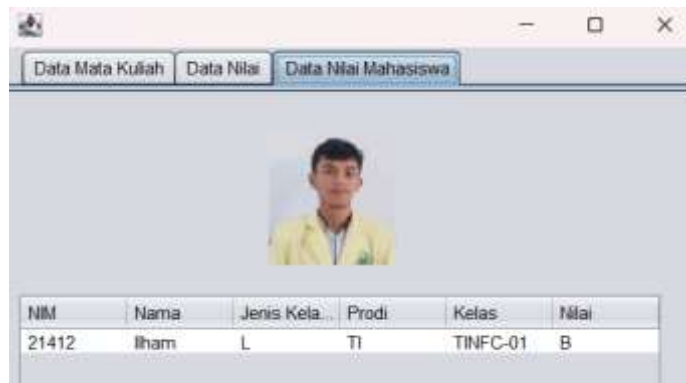 Data Mata Kuliah Data Nilai Data Nilai Mahasiswa
NIM Nama Jenis Kela... Prodi Kelas Nilai
21412 Ilham L TI TINFC-01 B